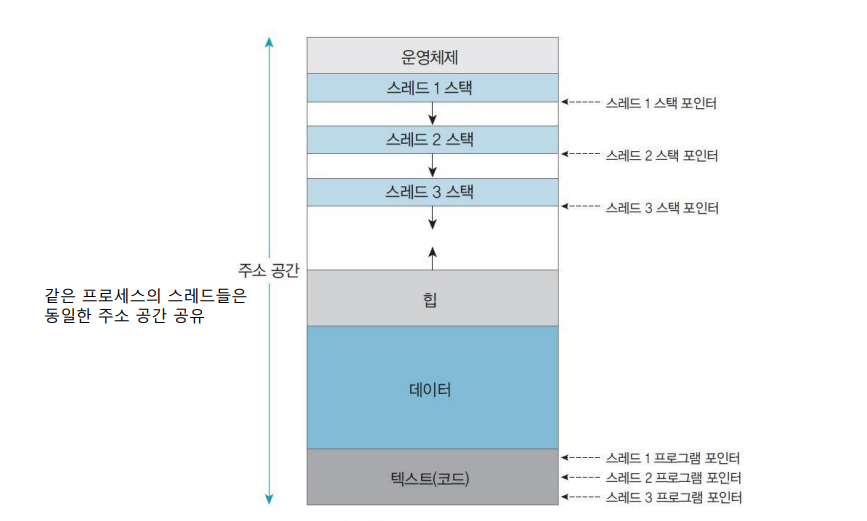 운영체제
스레드 1 스택
스레드 1 스택 포인터
스레드 2 스택
스레드 2 스택 포인터
스레드 3 스택
스레드 3 스택 포인터
주소 공간
같은 프로세스의 스레드들은
동일한 주소 공간 공유
힙
데이터
텍스트(코드)
스레드 1 프로그램 포인터
스레드 2 프로그램 포인터
스레드 3 프로그램 포인터